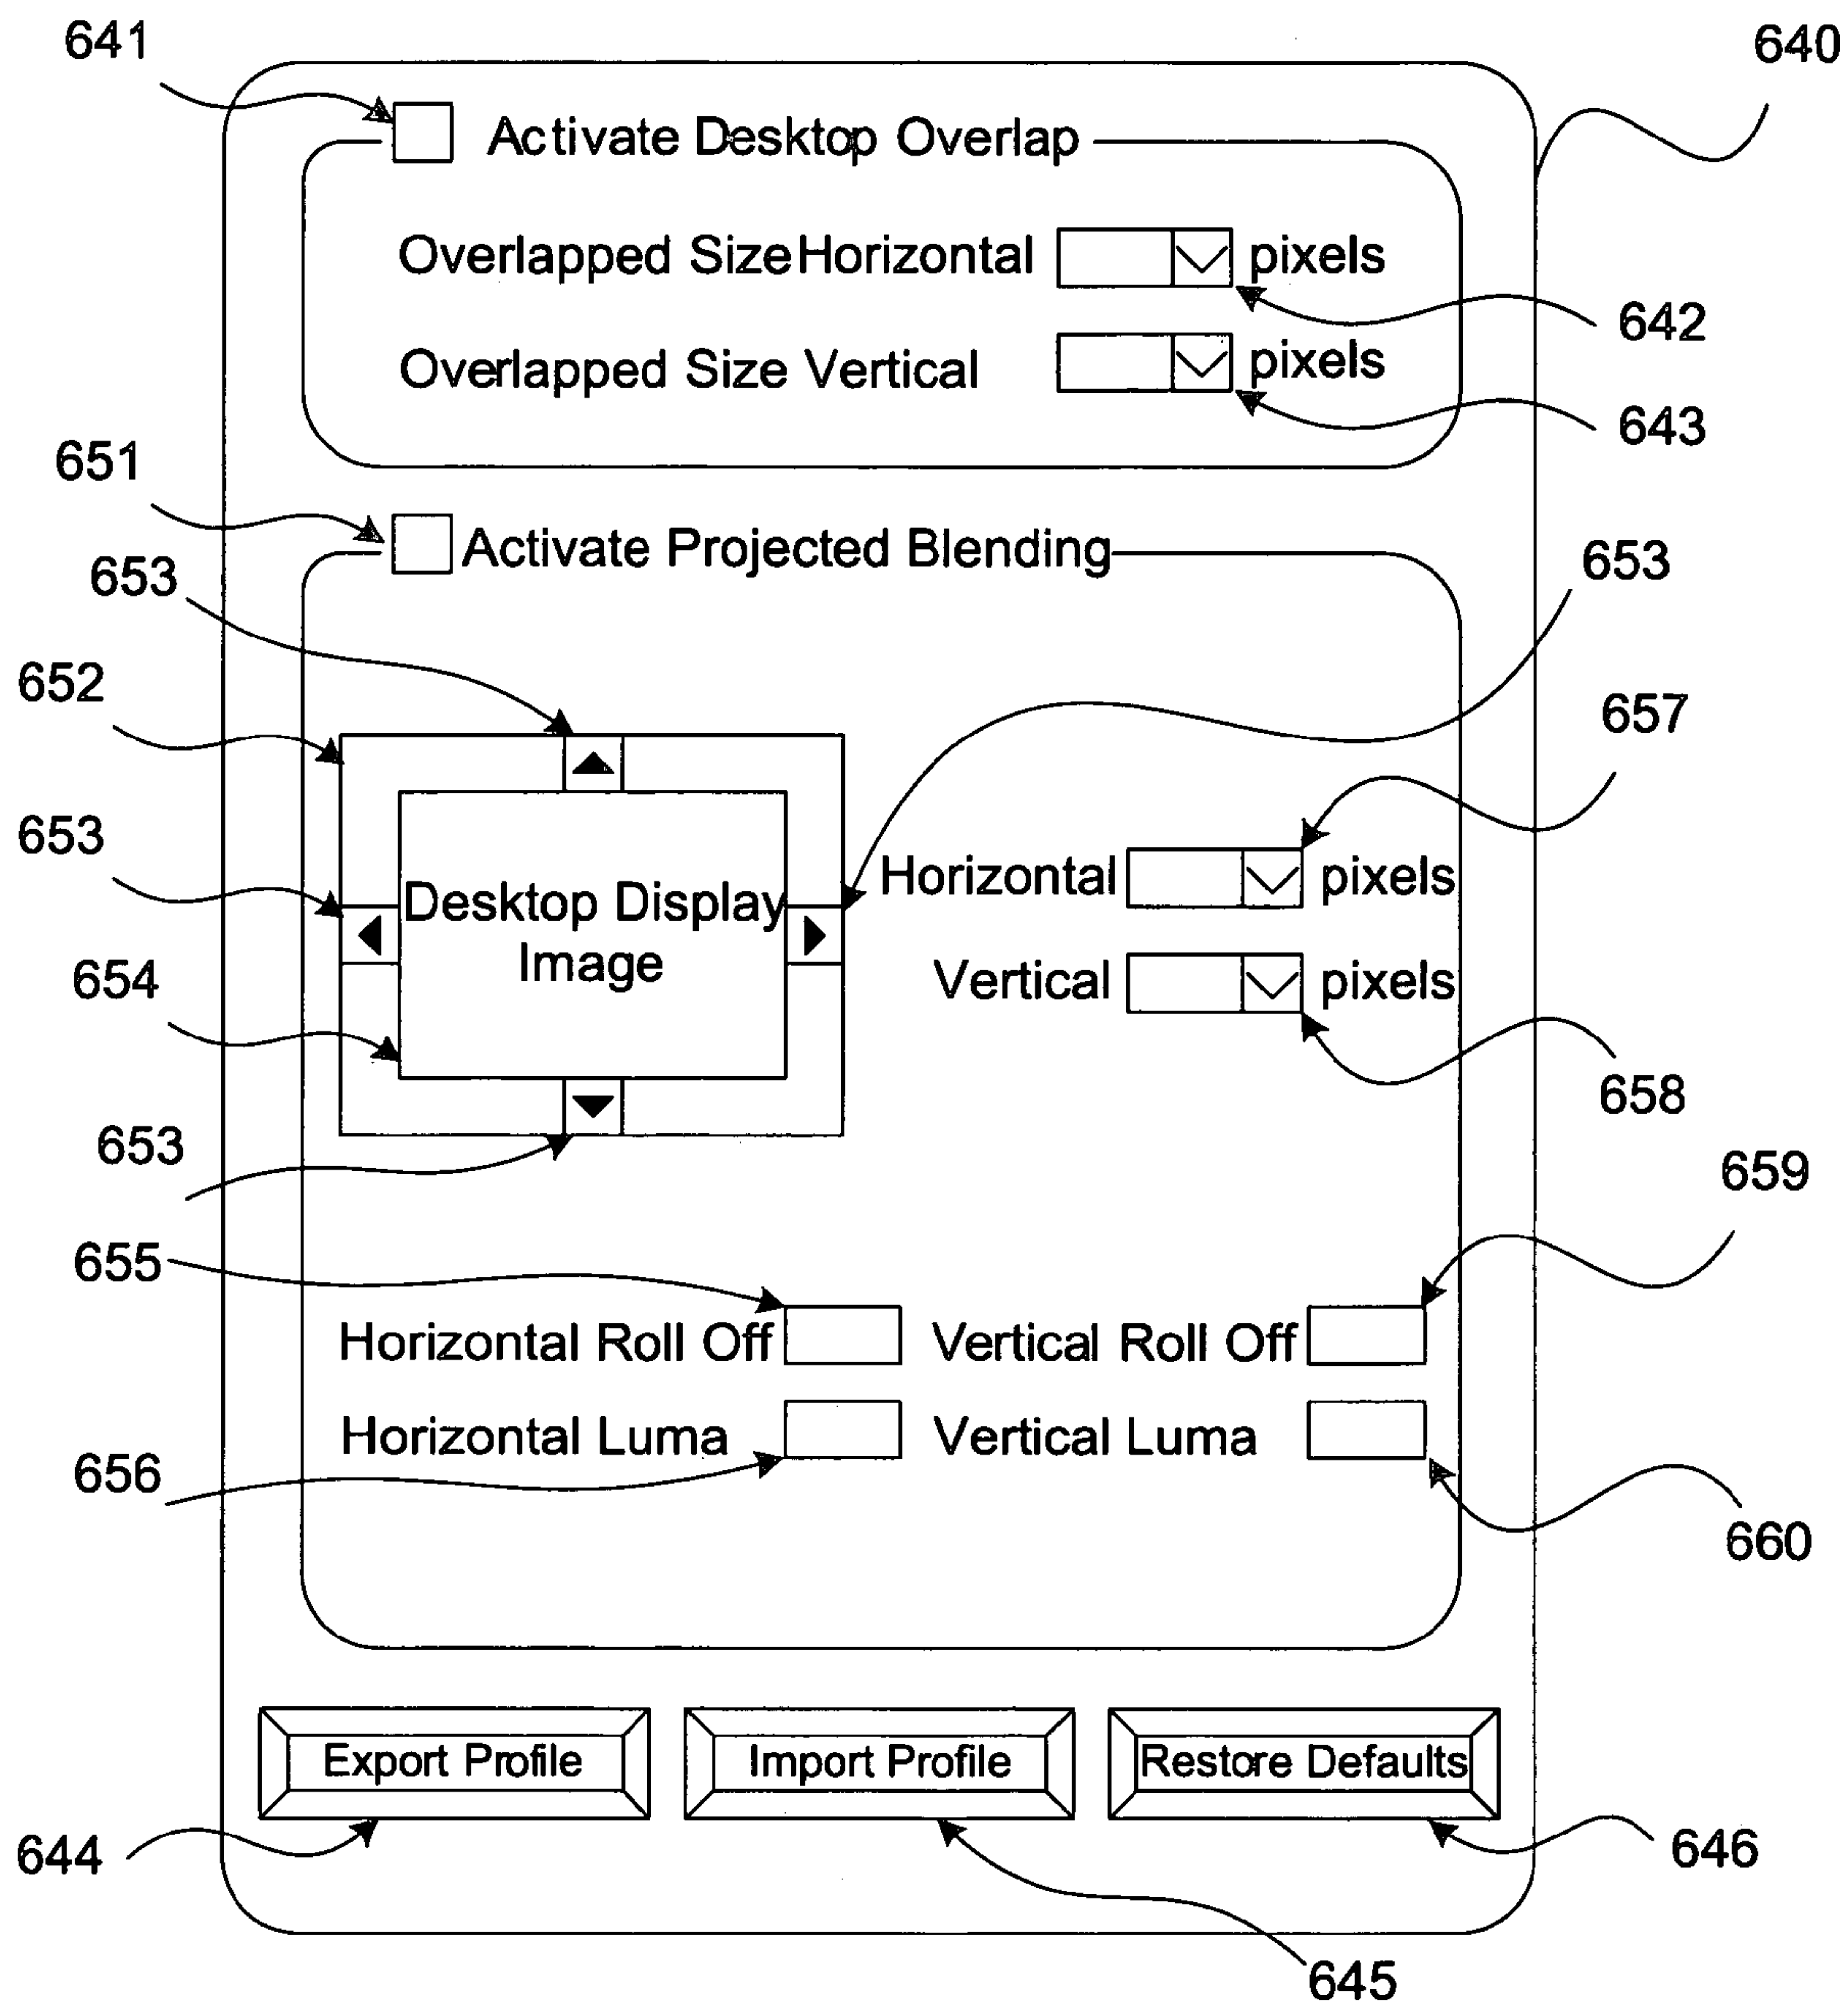 641
640
Activate Desktop Overlap
Overlapped Size Horizontal pixels
642
Overlapped Size Vertical pixels
643
651
Activate Projected Blending
653
653
652
657
653
Horizontal pixels
Desktop Display
Image
654
Vertical pixels
658
653
659
655
Horizontal Roll Off Vertical Roll Off
Horizontal Luma Vertical Luma
656
660
Export Profile Import Profile Restore Defaults
644
646
645